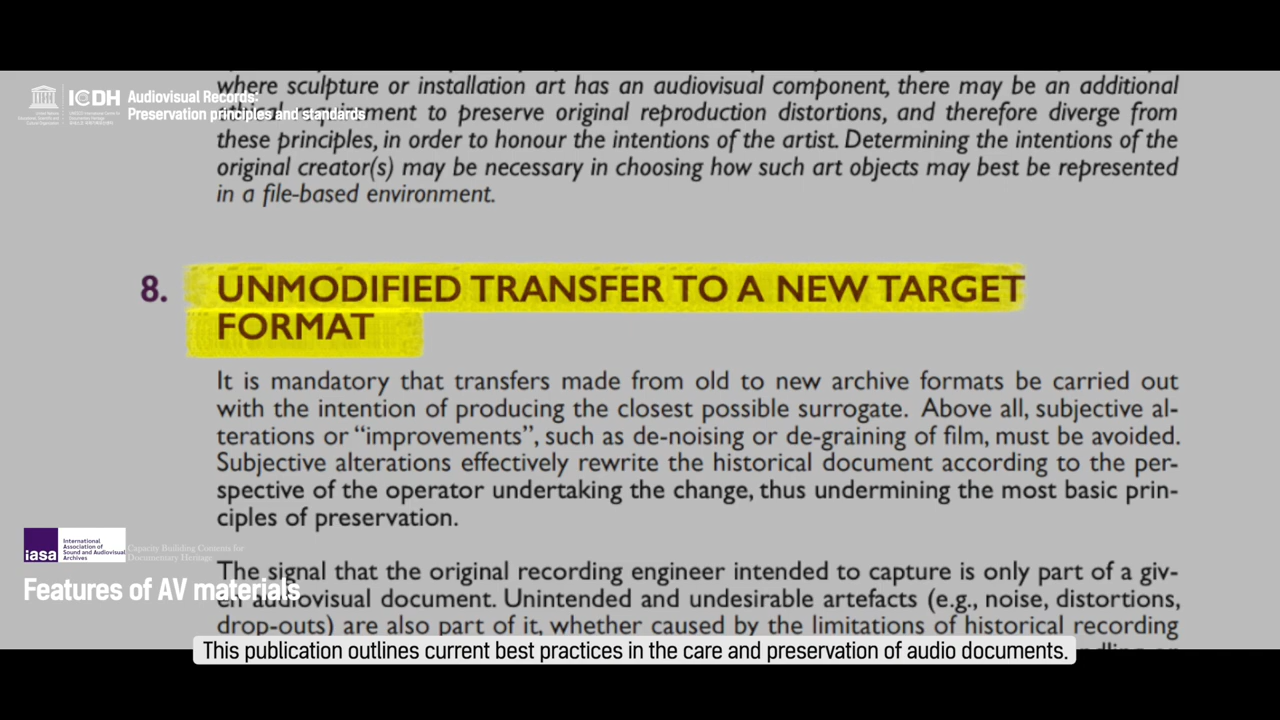 where sculpture or installation art has an audiovisual component, there may be an additional
ICDH
Audiovisual Records:
Preservation principles and standards
requirement to preserve original reproduction distortions, and therefore diverge from
these principles, in order to honour the intentions of the artist. Determining the intentions of the
original creator(s) may be necessary in choosing how such art objects may best be represented
in a file-based environment.
8. UNMODIFIED TRANSFER TO A NEW TARGET
FORMAT
It is mandatory that transfers made from old to new archive formats be carried out
with the intention of producing the closest possible surrogate. Above all, subjective al-
terations or “improvements”, such as de-noising or de-graining of film, must be avoided.
Subjective alterations effectively rewrite the historical document according to the per-
spective of the operator undertaking the change, thus undermining the most basic prin-
ciples of preservation.
iasa
International
Association of
Sound and Audiovisual
Archives
Capacity Building Contents for
Documentary Heritage
The signal that the original recording engineer intended to capture is only part of a giv-
Features of AV materials
en audiovisual document. Unintended and undesirable artefacts (e.g., noise, distortions,
drop-outs) are also part of it, whether caused by the limitations of historical recording
This publication outlines current best practices in the care and preservation of audio documents.